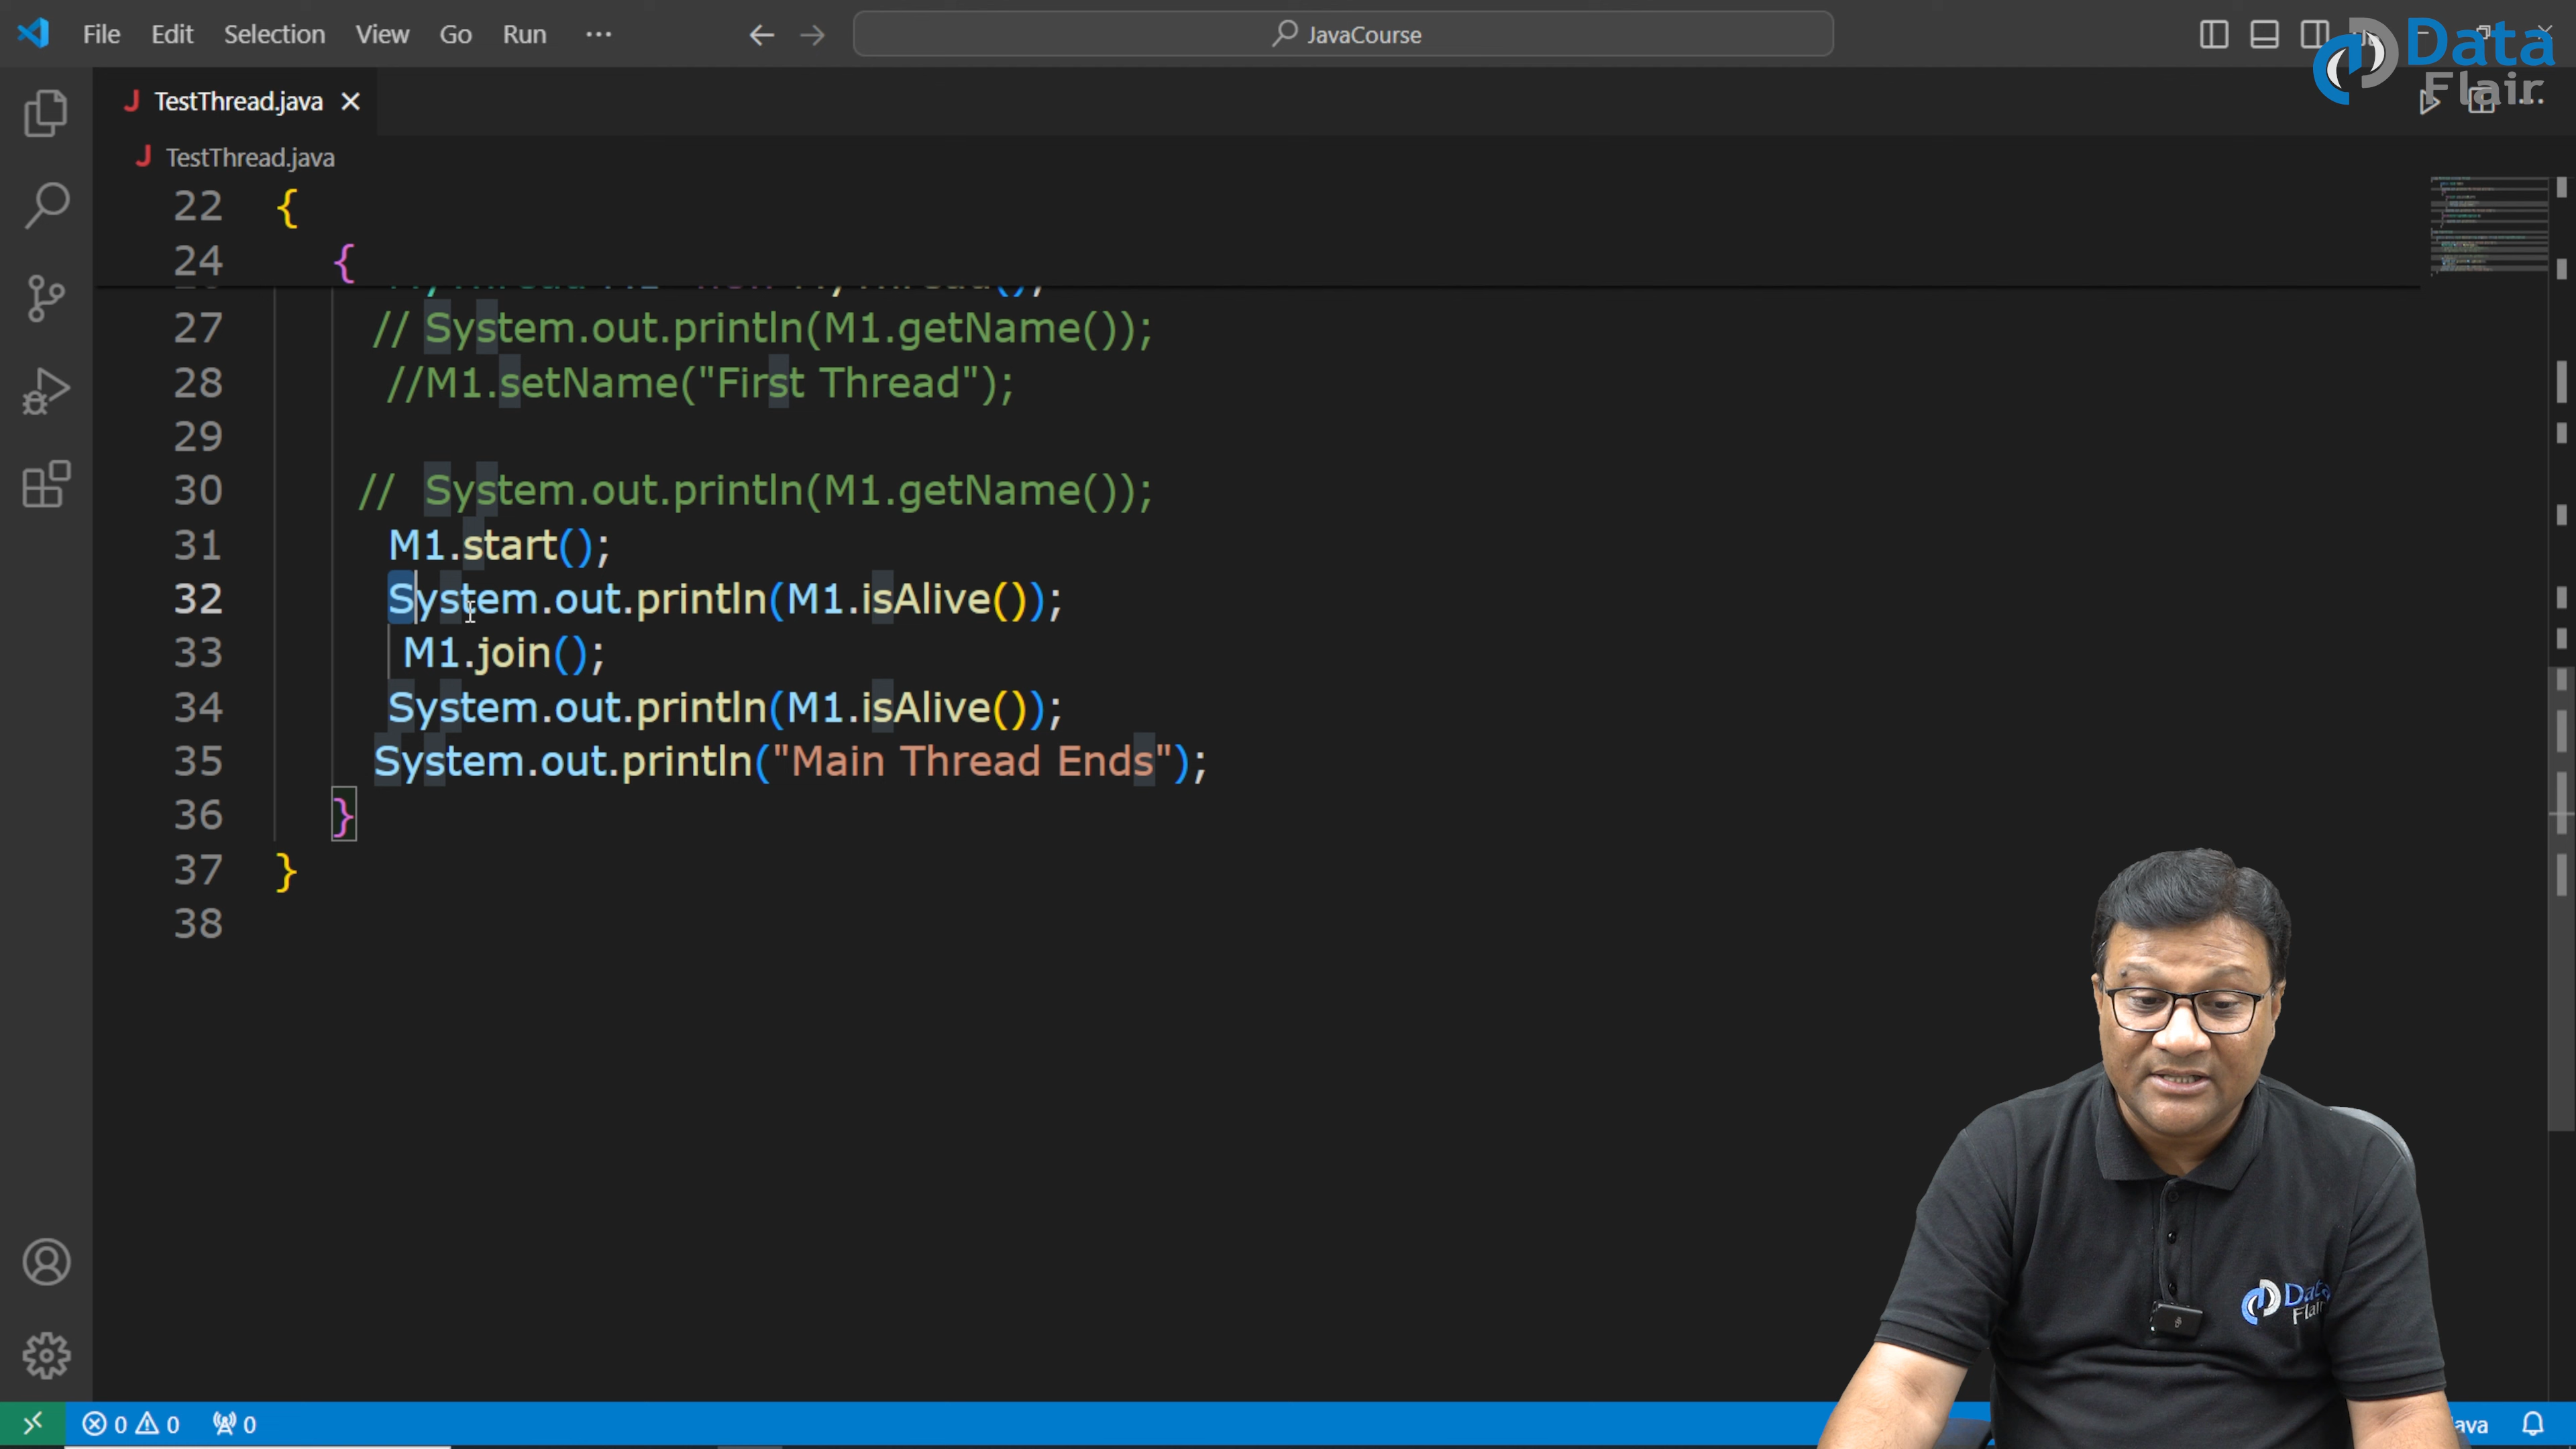 File Edit Selection View Go Run ...
JavaCourse
Data
Flair
J TestThread.java
J TestThread.java
22 {
24 {
27 // System.out.println(M1.getName());
28 //M1.setName("First Thread");
29
30 // System.out.println(M1.getName());
31 M1.start();
32 System.out.println(M1.isAlive());
33 M1.join();
34 System.out.println(M1.isAlive());
35 System.out.println("Main Thread Ends");
36 }
37 }
38
Data
Flair
0 0 0